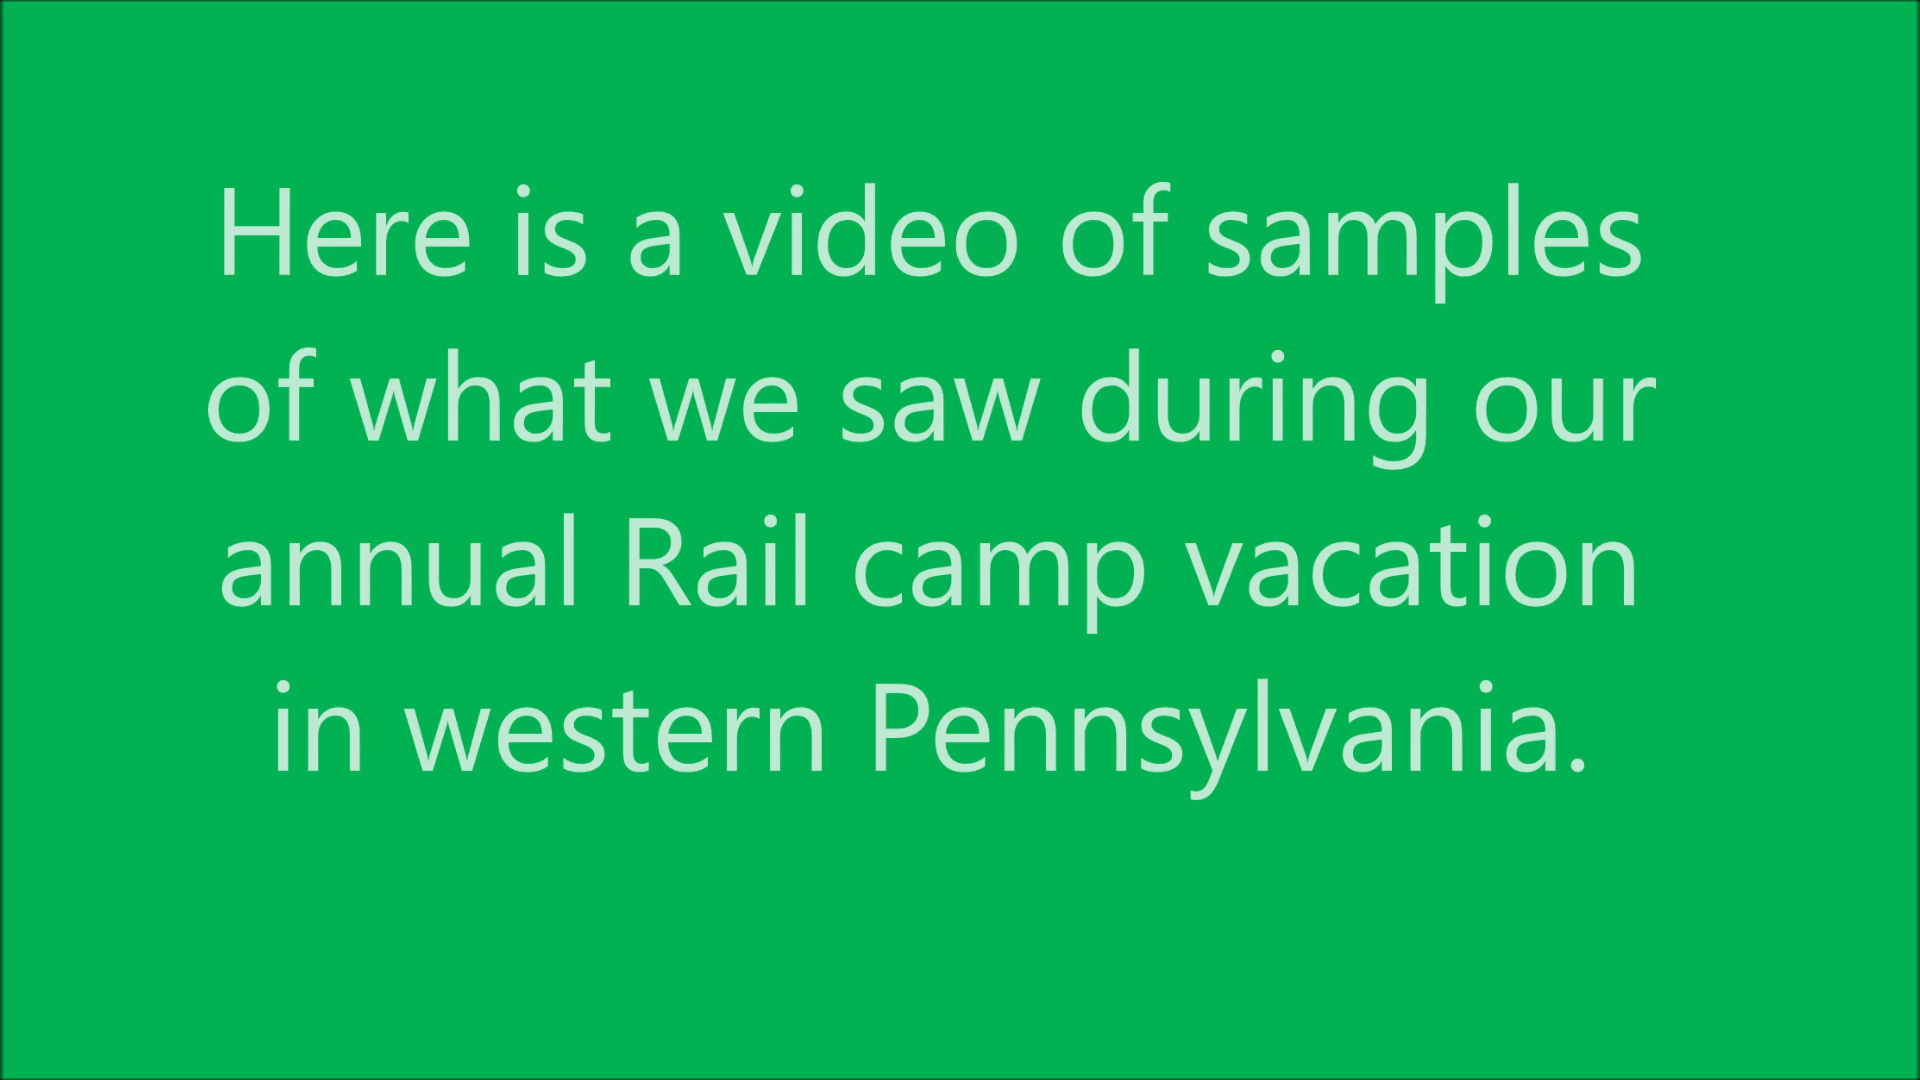 Here is a video of samples
of what we saw during our
annual Rail camp vacation
in western Pennsylvania.